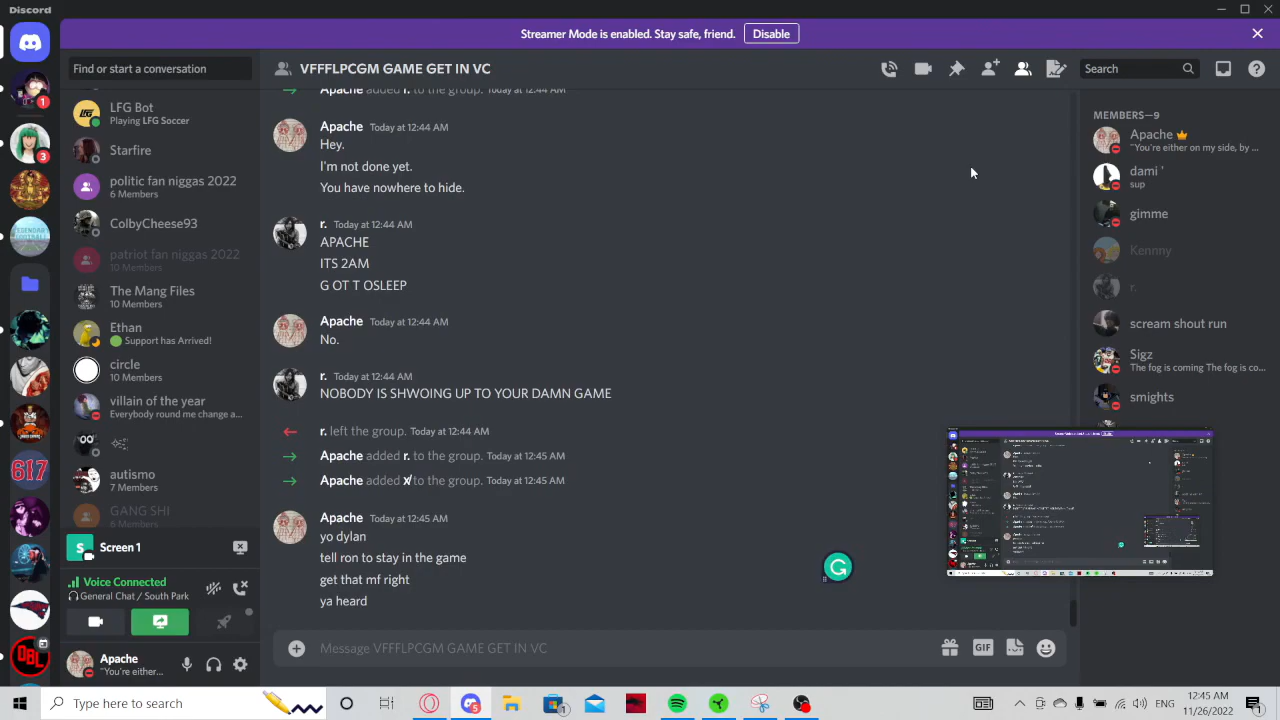 Discord
Streamer Mode is enabled. Stay safe, friend.
Disable
Find or start a conversation
VFFFLPCGM GAME GET IN VC
Search
LFG Bot
Playing LFG Soccer
Starfire
politic fan niggas 2022
6 Members
ColbyCheese93
patriot fan niggas 2022
10 Members
The Mang Files
10 Members
Ethan
Support has Arrived!
circle
10 Members
villain of the year
Everybody round me change a...
autismo
7 Members
GANG SHI
6 Members
Screen 1
Voice Connected
General Chat / South Park
Apache
"You're either...
1
3
617
OBL
Apache added r. to the group. Today at 12:44 AM
Apache Today at 12:44 AM
Hey.
I'm not done yet.
You have nowhere to hide.
r. Today at 12:44 AM
APACHE
ITS 2AM
G OT T OSLEEP
Apache Today at 12:44 AM
No.
r. Today at 12:44 AM
NOBODY IS SHWOING UP TO YOUR DAMN GAME
r. left the group. Today at 12:44 AM
Apache added r. to the group. Today at 12:45 AM
Apache added X to the group. Today at 12:45 AM
Apache Today at 12:45 AM
yo dylan
tell ron to stay in the game
get that mf right
ya heard
Message VFFFLPCGM GAME GET IN VC
GIF
MEMBERS—9
Apache
"You're either on my side, by ...
dami '
sup
gimme
Kennmy
r.
scream shout run
Sigz
The fog is coming The fog is co...
smights
Type here to search
5
1
12:45 AM
11/26/2022
1